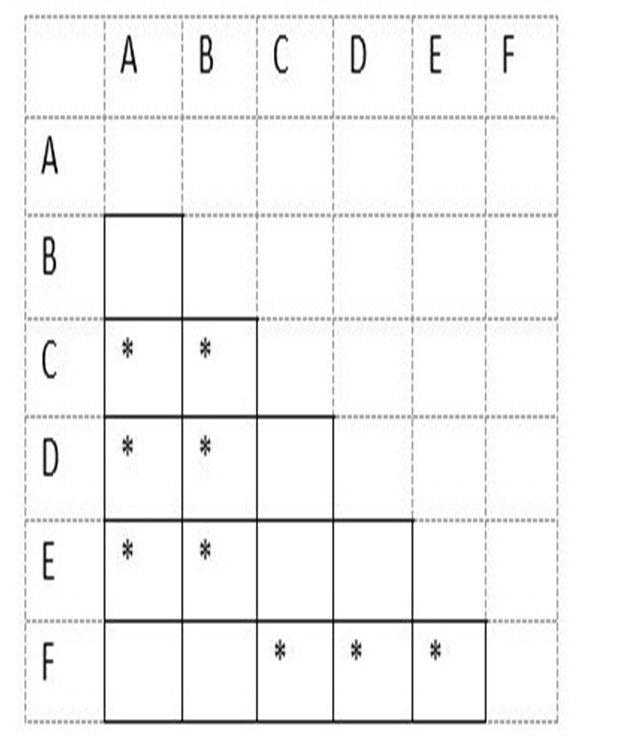 A B C D E F
A
B
C * *
D * *
E * *
F * * *